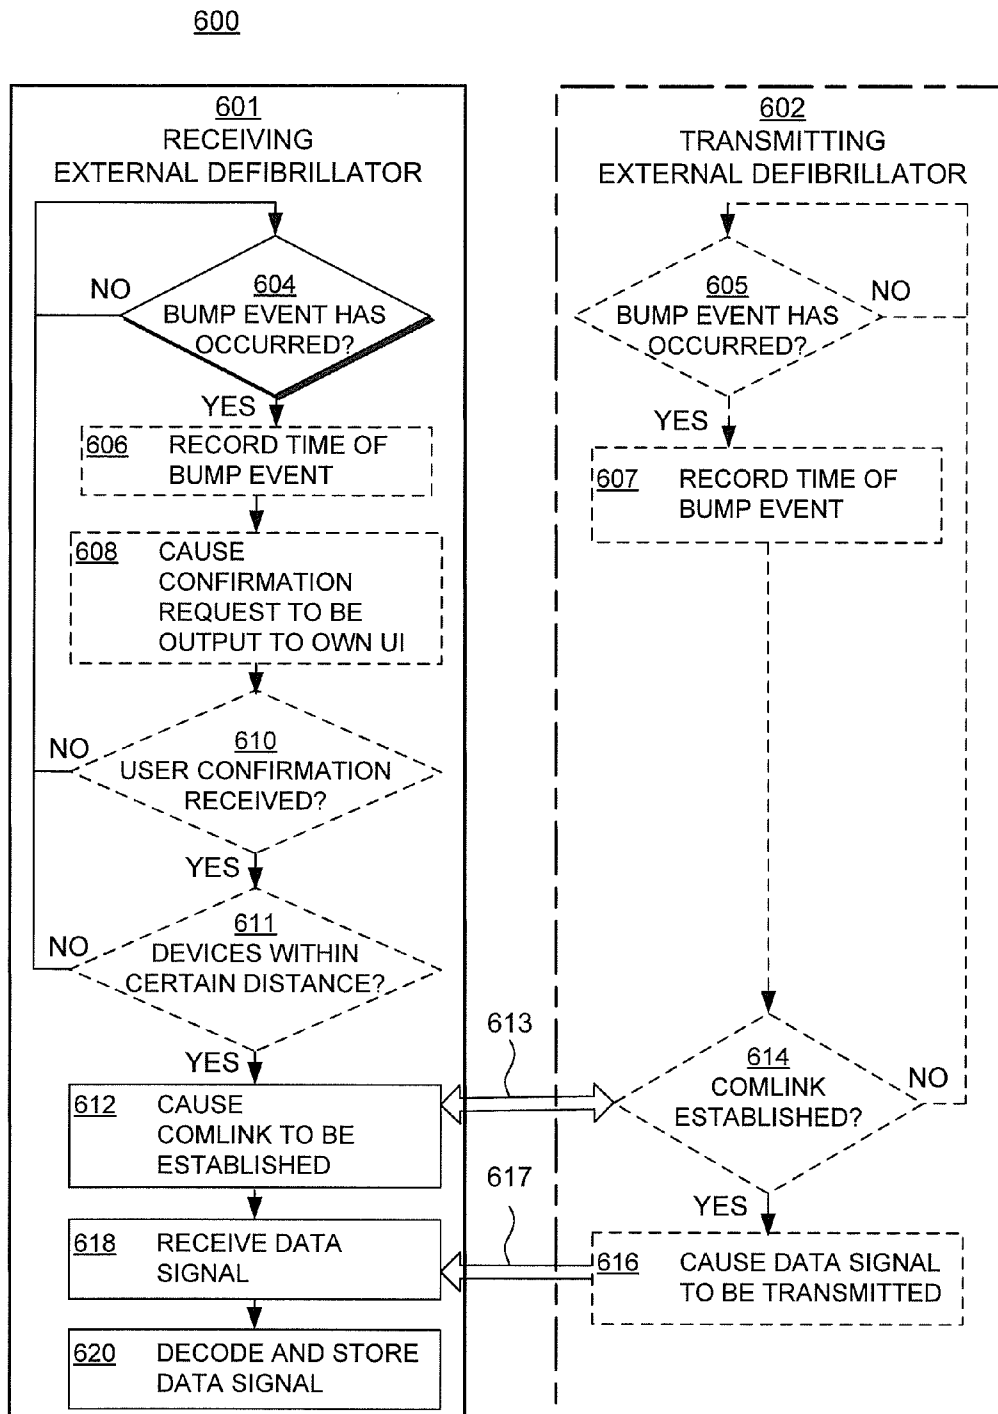 600
601
RECEIVING
EXTERNAL DEFIBRILLATOR
NO
604
BUMP EVENT HAS
OCCURRED?
YES
606 RECORD TIME OF
BUMP EVENT
608 CAUSE
CONFIRMATION
REQUEST TO BE
OUTPUT TO OWN UI
NO
610
USER CONFIRMATION
RECEIVED?
YES
NO
611
DEVICES WITHIN
CERTAIN DISTANCE?
YES
612 CAUSE
COMLINK TO BE
ESTABLISHED
618 RECEIVE DATA
SIGNAL
620 DECODE AND STORE
DATA SIGNAL
613
617
602
TRANSMITTING
EXTERNAL DEFIBRILLATOR
605
BUMP EVENT HAS
OCCURRED?
NO
YES
607 RECORD TIME OF
BUMP EVENT
614
COMLINK
ESTABLISHED?
NO
YES
616 CAUSE DATA SIGNAL
TO BE TRANSMITTED